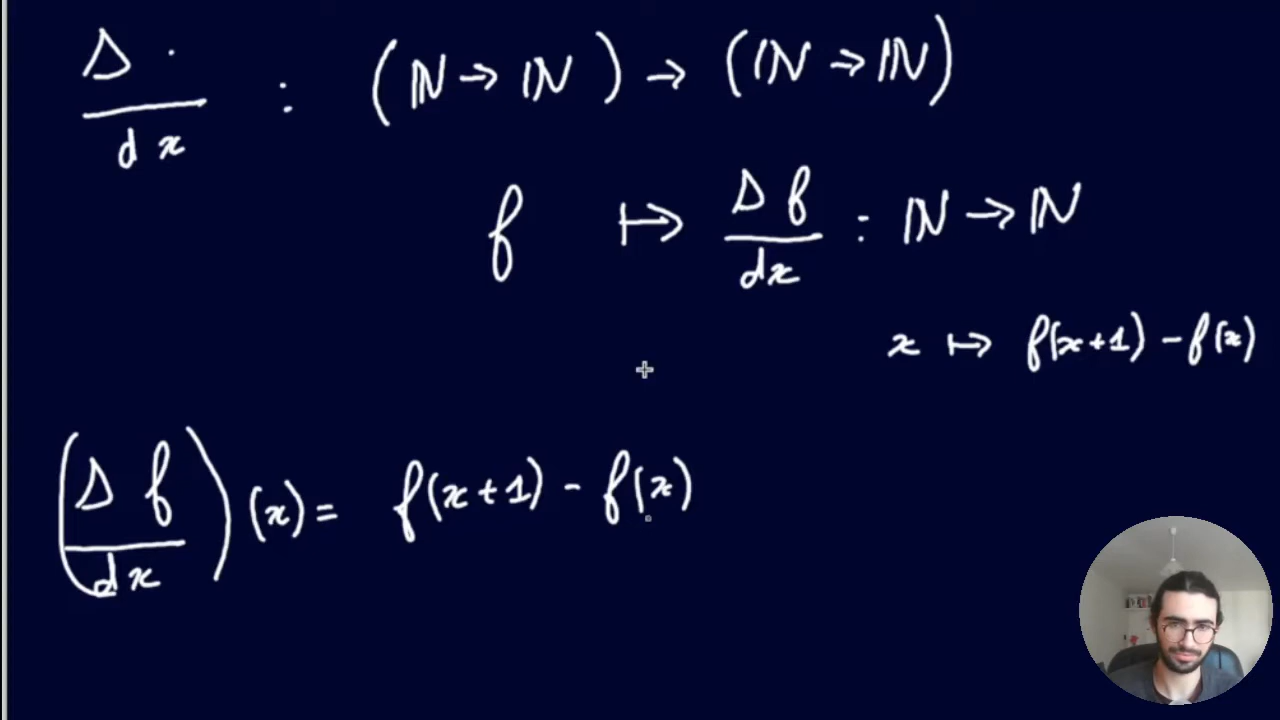 Δ · / dx : (ℕ → ℕ) → (ℕ → ℕ)
f ↦ Δf / dx : ℕ → ℕ
x ↦ f(x+1) - f(x)
(Δf / dx)(x) = f(x+1) - f(x)